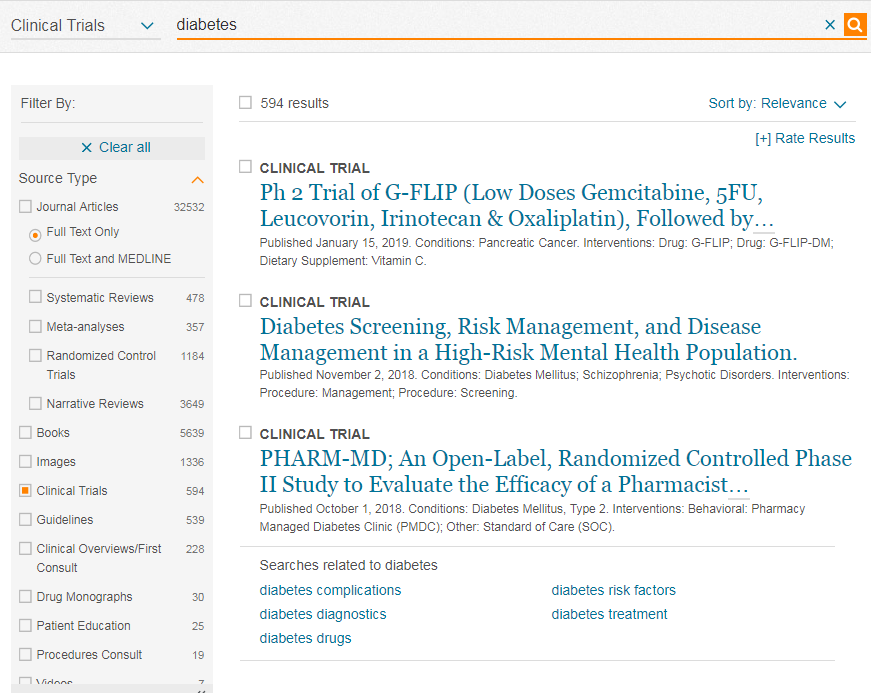 Clinical Trials
diabetes
Filter By:
Clear all
Source Type
Journal Articles 32532
Full Text Only
Full Text and MEDLINE
Systematic Reviews 478
Meta-analyses 357
Randomized Control 1184
Trials
Narrative Reviews 3649
Books 5639
Images 1336
Clinical Trials 594
Guidelines 539
Clinical Overviews/First 228
Consult
Drug Monographs 30
Patient Education 25
Procedures Consult 19
Videos 7
594 results
Sort by: Relevance
[+] Rate Results
CLINICAL TRIAL
Ph 2 Trial of G-FLIP (Low Doses Gemcitabine, 5FU,
Leucovorin, Irinotecan & Oxaliplatin), Followed by...
Published January 15, 2019. Conditions: Pancreatic Cancer. Interventions: Drug: G-FLIP; Drug: G-FLIP-DM;
Dietary Supplement: Vitamin C.
CLINICAL TRIAL
Diabetes Screening, Risk Management, and Disease
Management in a High-Risk Mental Health Population.
Published November 2, 2018. Conditions: Diabetes Mellitus; Schizophrenia; Psychotic Disorders. Interventions:
Procedure: Management; Procedure: Screening.
CLINICAL TRIAL
PHARM-MD; An Open-Label, Randomized Controlled Phase
II Study to Evaluate the Efficacy of a Pharmacist...
Published October 1, 2018. Conditions: Diabetes Mellitus, Type 2. Interventions: Behavioral: Pharmacy
Managed Diabetes Clinic (PMDC); Other: Standard of Care (SOC).
Searches related to diabetes
diabetes complications
diabetes risk factors
diabetes diagnostics
diabetes treatment
diabetes drugs